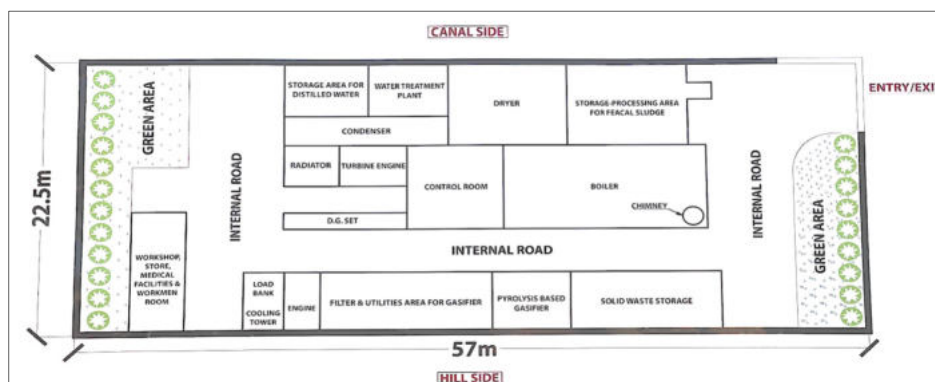 CANAL SIDE
ENTRY/EXIT
22.5m
GREEN AREA
INTERNAL ROAD
STORAGE AREA FOR
DISTILLED WATER
WATER TREATMENT
PLANT
DRYER
STORAGE-PROCESSING AREA
FOR FEACAL SLUDGE
CONDENSER
RADIATOR
TURBINE ENGINE
CONTROL ROOM
BOILER
CHIMNEY
D.G. SET
INTERNAL ROAD
INTERNAL ROAD
GREEN AREA
WORKSHOP,
STORE,
MEDICAL
FACILITIES &
WORKMEN
ROOM
LOAD
BANK
COOLING
TOWER
ENGINE
FILTER & UTILITIES AREA FOR GASIFIER
PYROLYSIS BASED
GASIFIER
SOLID WASTE STORAGE
57m
HILL SIDE